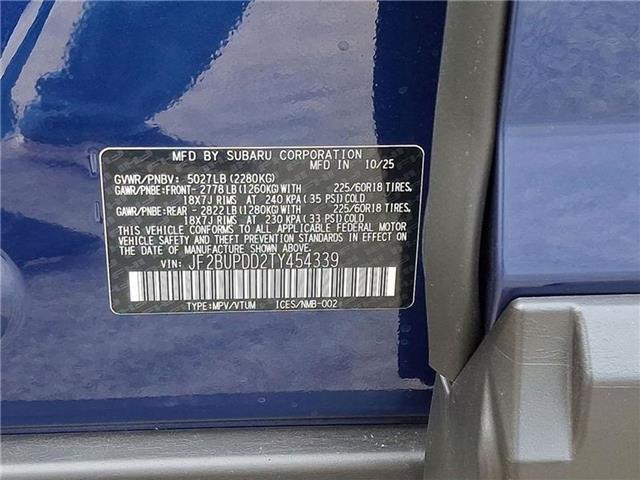 MFD BY SUBARU CORPORATION
MFD IN 10/25
GVWR/PNBV: 5027LB (2280KG)
GAWR/PNBE: FRONT- 2778LB (1260KG) WITH 225/60R18 TIRES,
18X7J RIMS AT 240 KPA (35 PSI) COLD
GAWR/PNBE: REAR - 2822LB (1280KG) WITH 225/60R18 TIRES,
18X7J RIMS AT 230 KPA (33 PSI) COLD
THIS VEHICLE CONFORMS TO ALL APPLICABLE FEDERAL MOTOR
VEHICLE SAFETY STANDARDS IN EFFECT ON THE DATE
OF MANUFACTURE SHOWN ABOVE.
VIN: JF2BUPDD2TY454339
TYPE:MPV/VTUM ICES/NMB-002